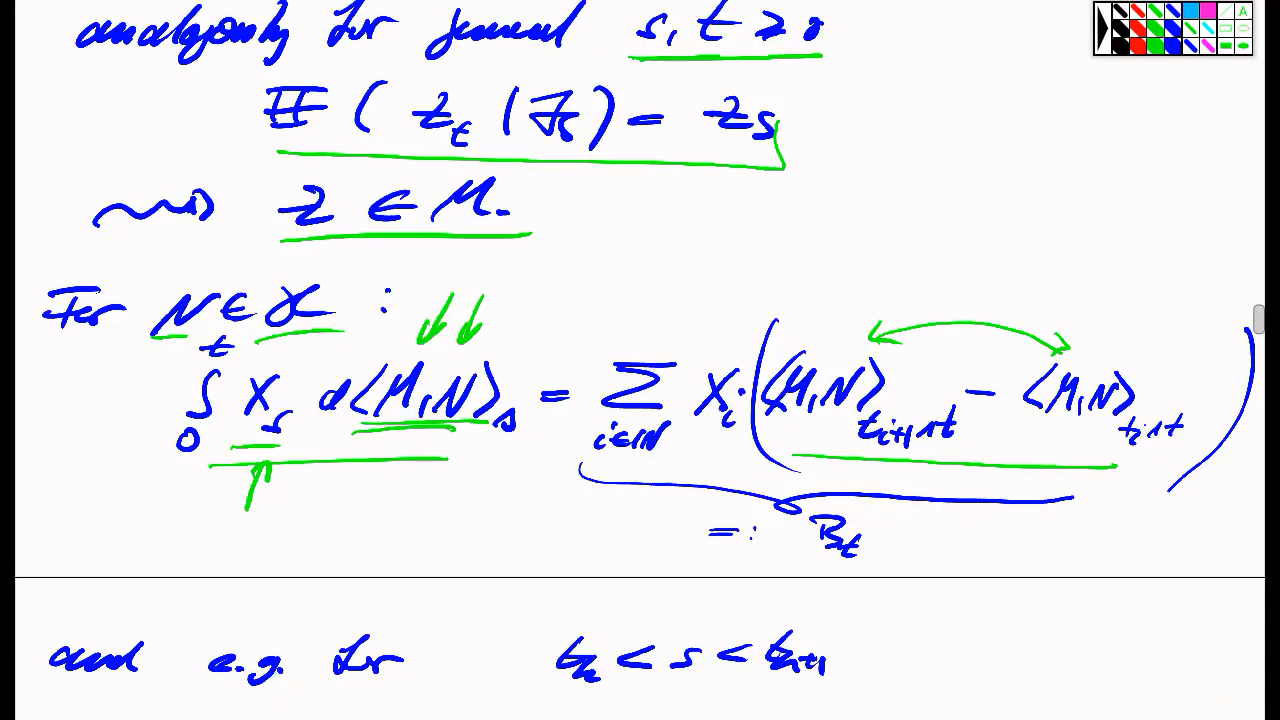 analogously for general s, t ≥ 0
𝔼( Z_t | ℱ_s ) = Z_s
⇝ Z ∈ M.
For N ∈ ℋ :
∫_0^t X_s d⟨M,N⟩_s = ∑_{i∈ℕ} X_i · ( ⟨M,N⟩_{t_{i+1}∧t} − ⟨M,N⟩_{t_i∧t} )
=: B_t
and e.g. for t_k < s < t_{k+1}
A